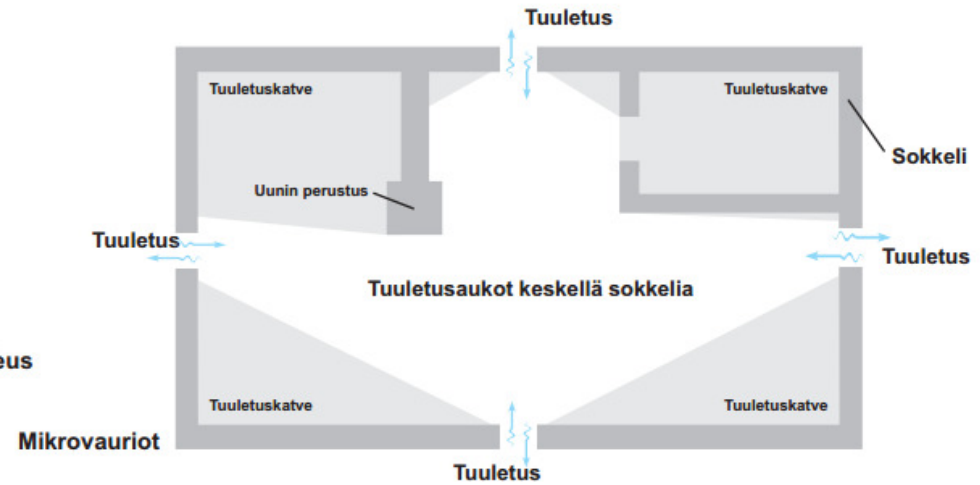 Tuuletus
Tuuletuskatve
Tuuletuskatve
Sokkeli
Uunin perustus
Tuuletus
Tuuletus
Tuuletusaukot keskellä sokkelia
Tuuletuskatve
Tuuletuskatve
Mikrovauriot
Tuuletus